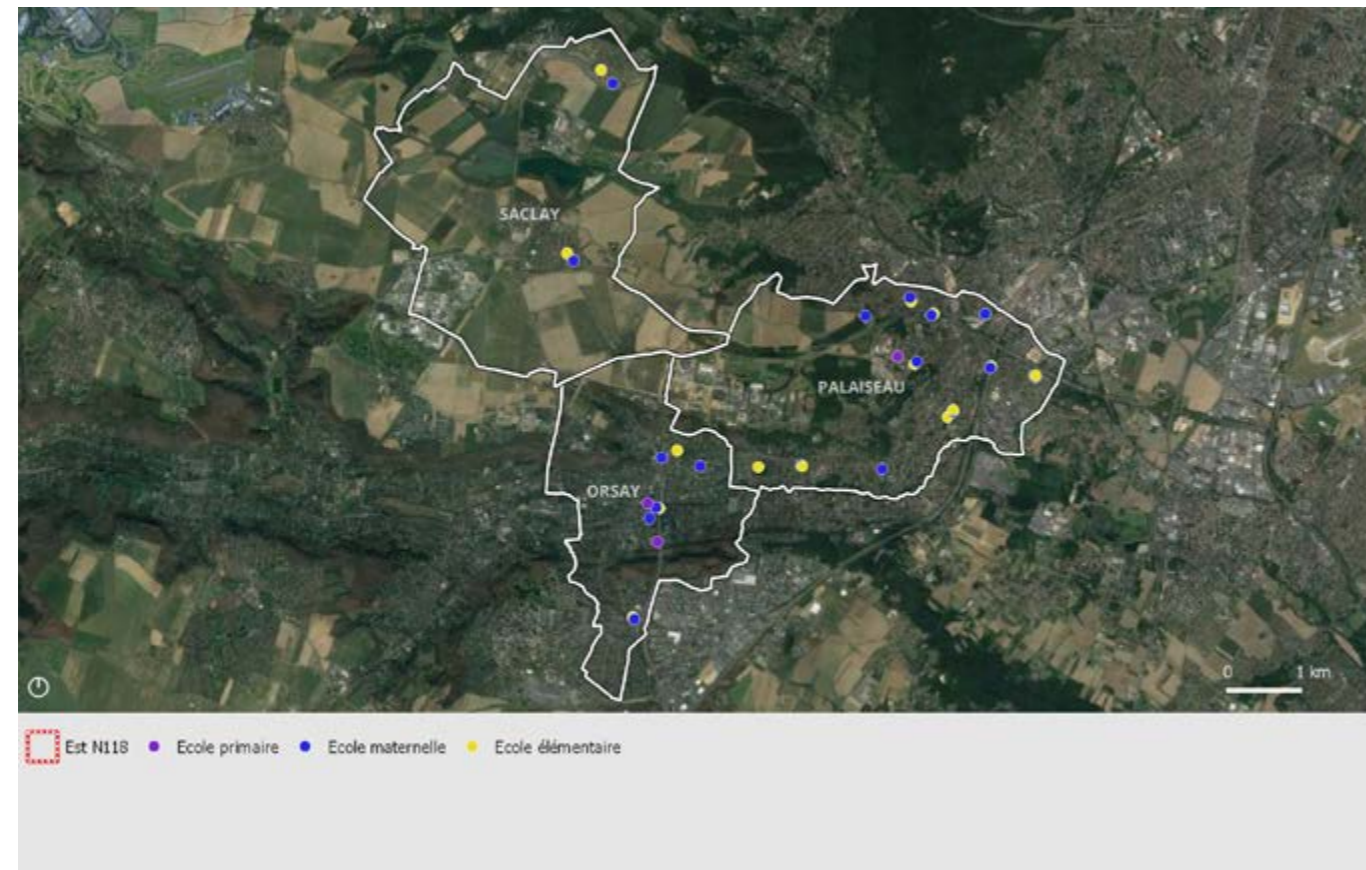 SACLAY
PALAISEAU
ORSAY
0 1 km
Est N118 Ecole primaire Ecole maternelle Ecole élémentaire